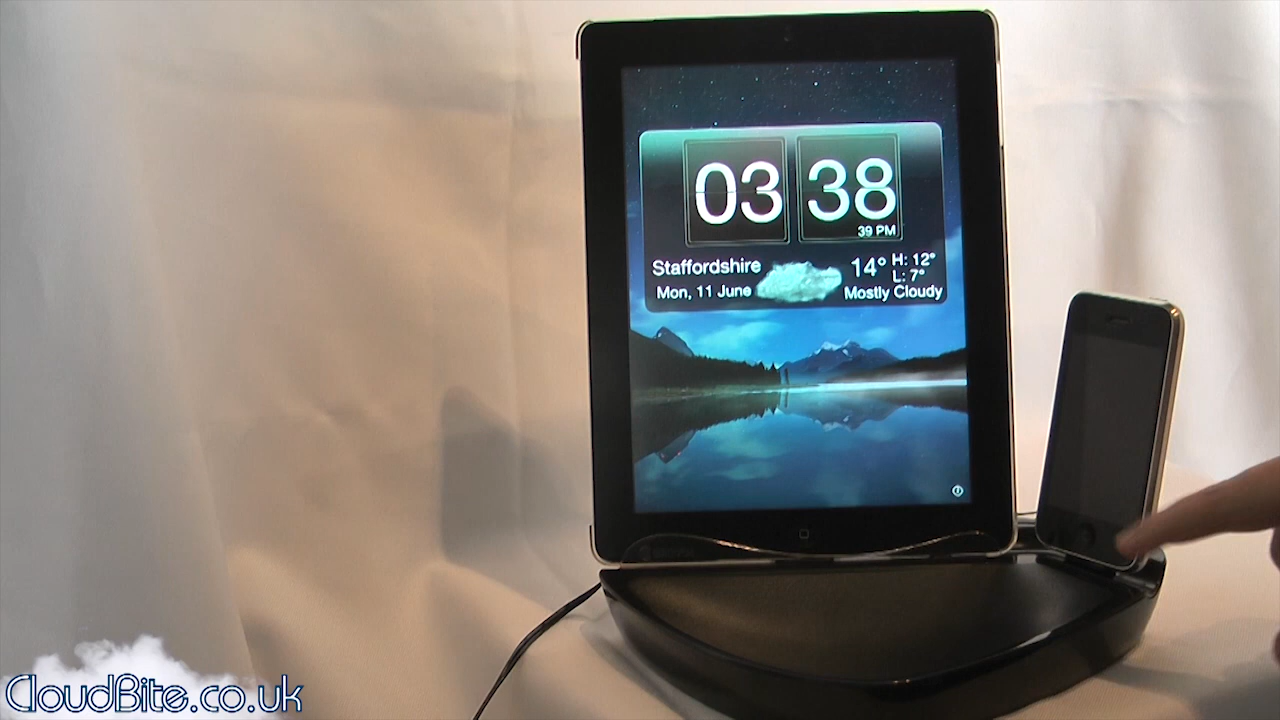 03 38
39 PM
Staffordshire 14° H: 12°
L: 7°
Mon, 11 June Mostly Cloudy
CloudBite.co.uk